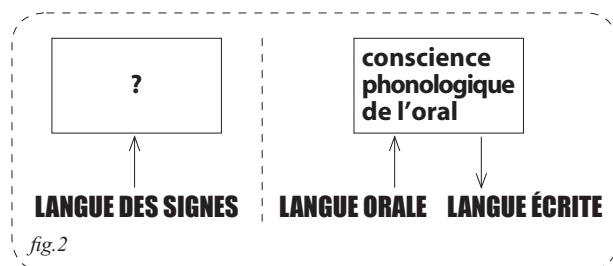 ?
conscience
phonologique
de l'oral
LANGUE DES SIGNES
LANGUE ORALE
LANGUE ÉCRITE
fig.2